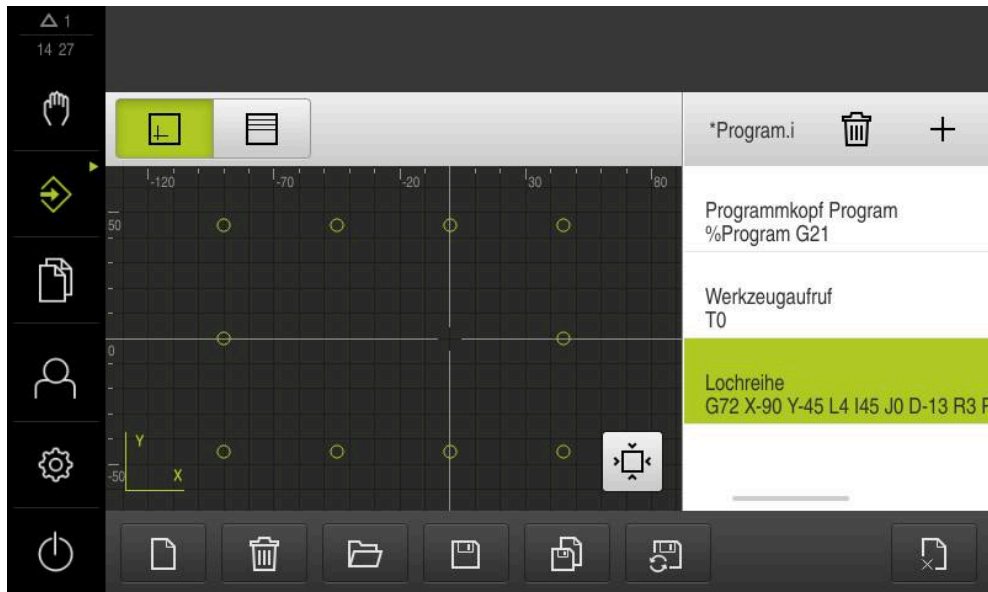 1
14 27
*Program.i
-120
-70
-20
30
80
50
0
-50
Y
X
Programmkopf Program
%Program G21
Werkzeugaufruf
T0
Lochreihe
G72 X-90 Y-45 L4 I45 J0 D-13 R3